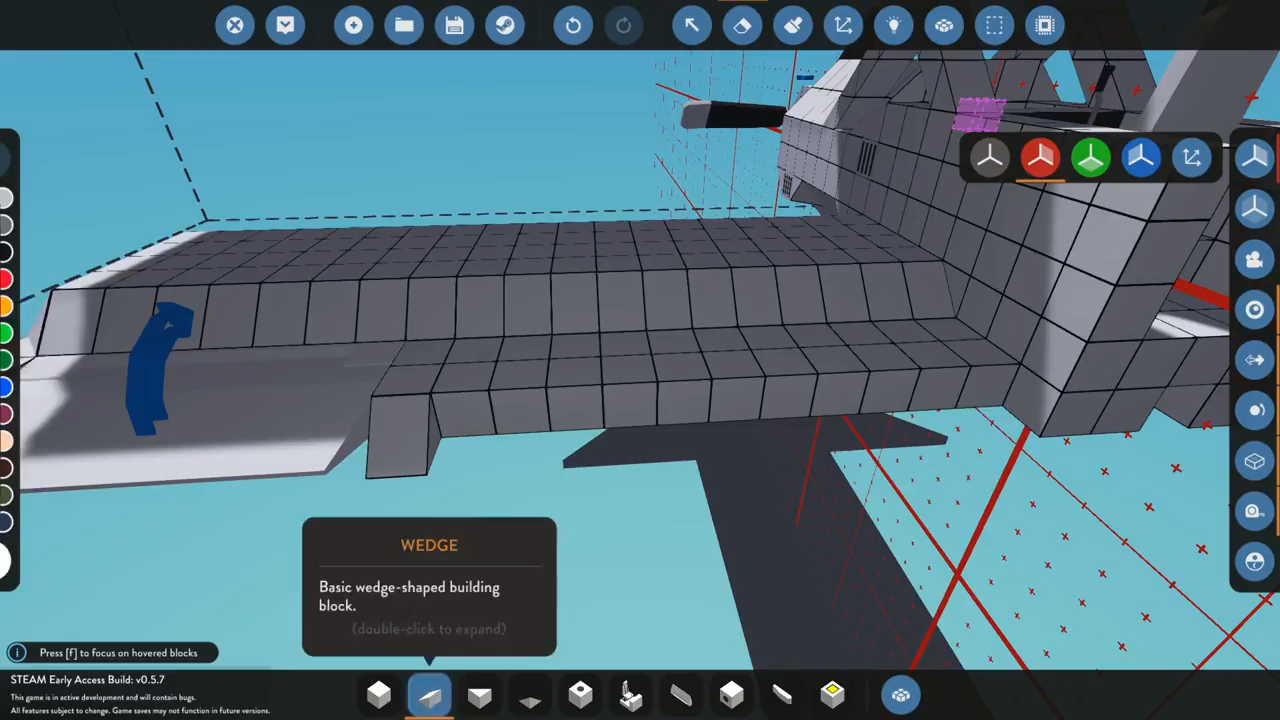 WEDGE
Basic wedge-shaped building
block.
(double-click to expand)
Press [f] to focus on hovered blocks
STEAM Early Access Build: v0.5.7
This game is in active development and will contain bugs.
All features subject to change. Game saves may not function in future versions.